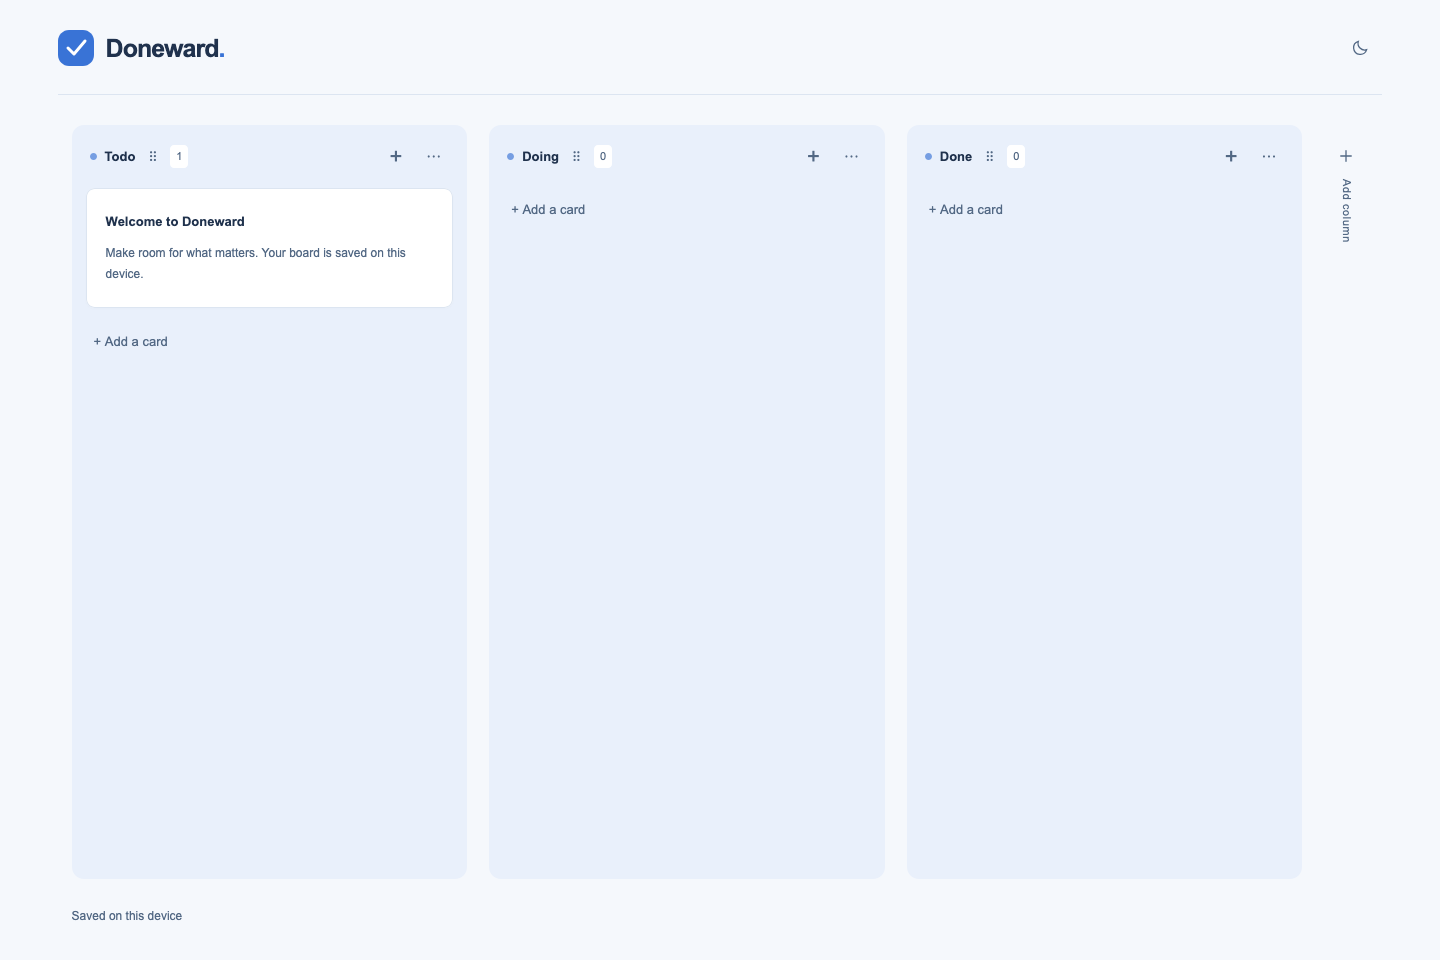 Doneward.
Todo 1
Doing 0
Done 0
Add column
Welcome to Doneward
Make room for what matters. Your board is saved on this
device.
+ Add a card
+ Add a card
+ Add a card
Saved on this device